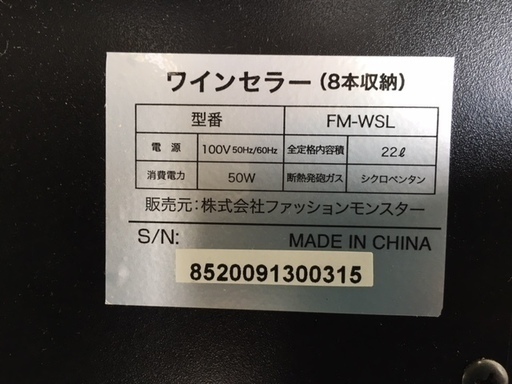 ワインセラー（8本収納）
型番 FM-WSL
電源 100V 50Hz/60Hz 全定格内容積 22ℓ
消費電力 50W 断熱発砲ガス シクロペンタン
販売元：株式会社ファッションモンスター
S/N: MADE IN CHINA
8520091300315